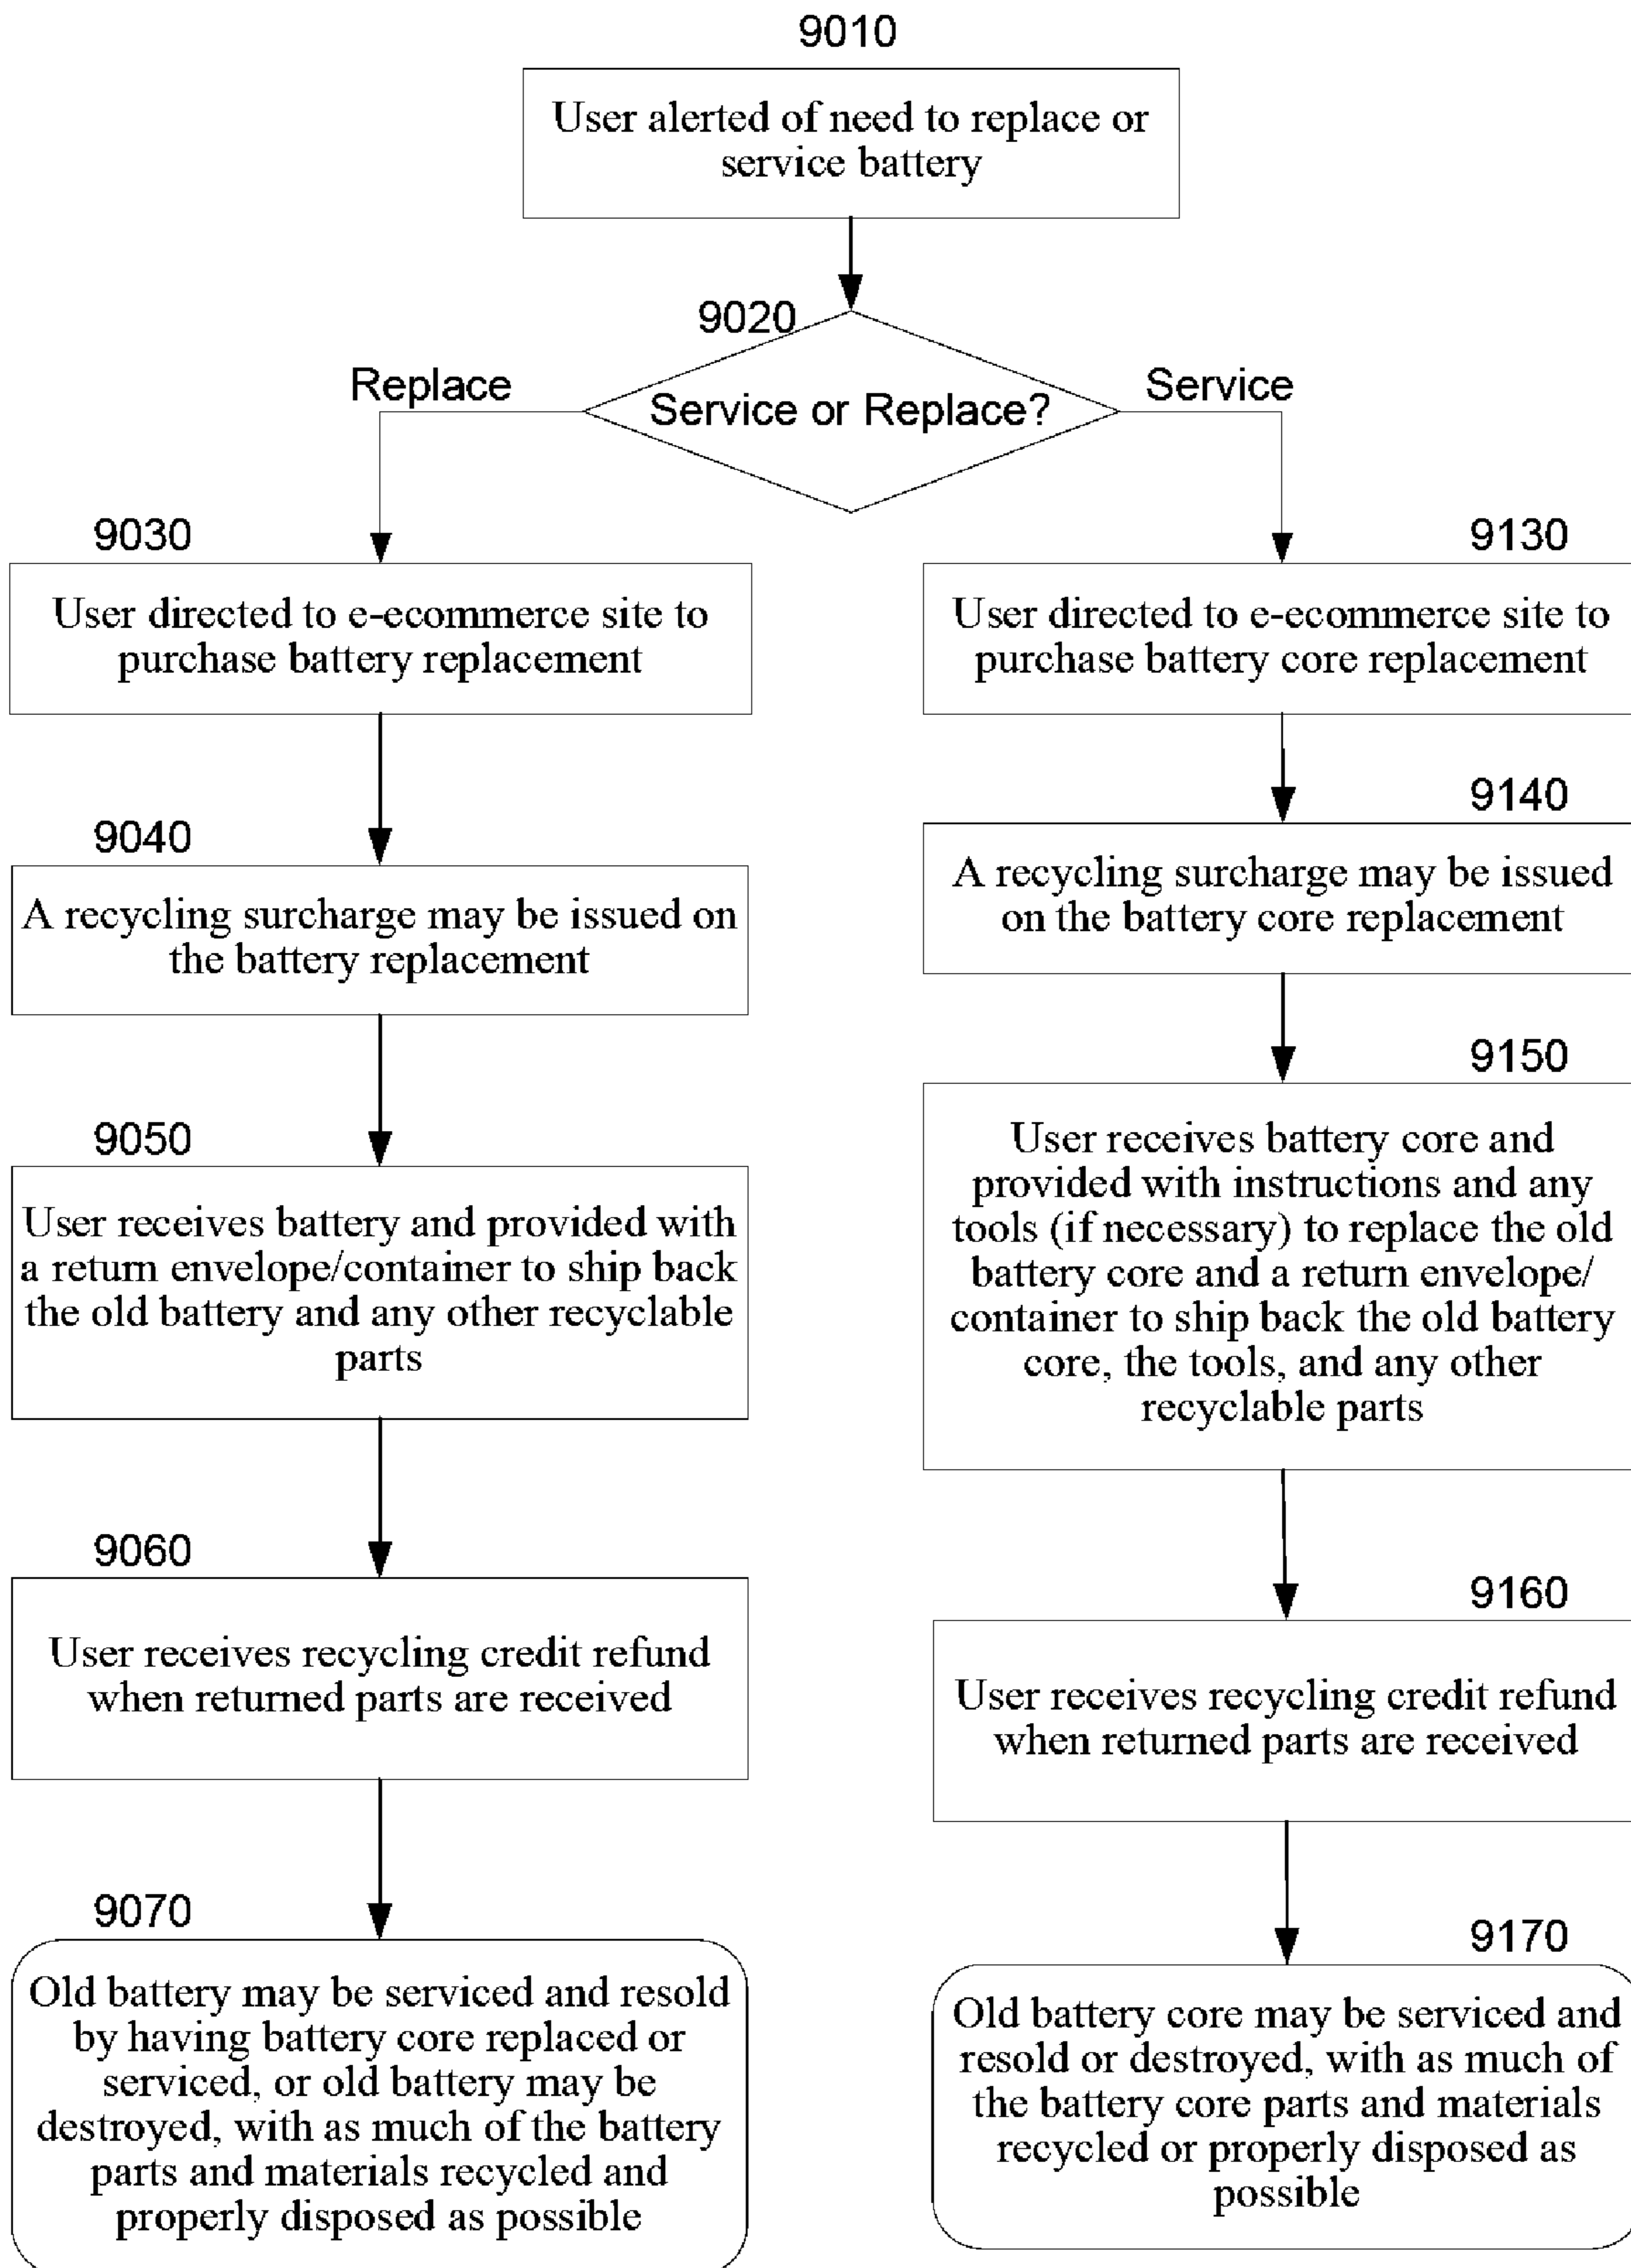 9010
User alerted of need to replace or
service battery
9020
Replace
Service or Replace?
Service
9030
User directed to e-ecommerce site to
purchase battery replacement
9040
A recycling surcharge may be issued on
the battery replacement
9050
User receives battery and provided with
a return envelope/container to ship back
the old battery and any other recyclable
parts
9060
User receives recycling credit refund
when returned parts are received
9070
Old battery may be serviced and resold
by having battery core replaced or
serviced, or old battery may be
destroyed, with as much of the battery
parts and materials recycled and
properly disposed as possible
9130
User directed to e-ecommerce site to
purchase battery core replacement
9140
A recycling surcharge may be issued
on the battery core replacement
9150
User receives battery core and
provided with instructions and any
tools (if necessary) to replace the old
battery core and a return envelope/
container to ship back the old battery
core, the tools, and any other
recyclable parts
9160
User receives recycling credit refund
when returned parts are received
9170
Old battery core may be serviced and
resold or destroyed, with as much of
the battery core parts and materials
recycled or properly disposed as
possible